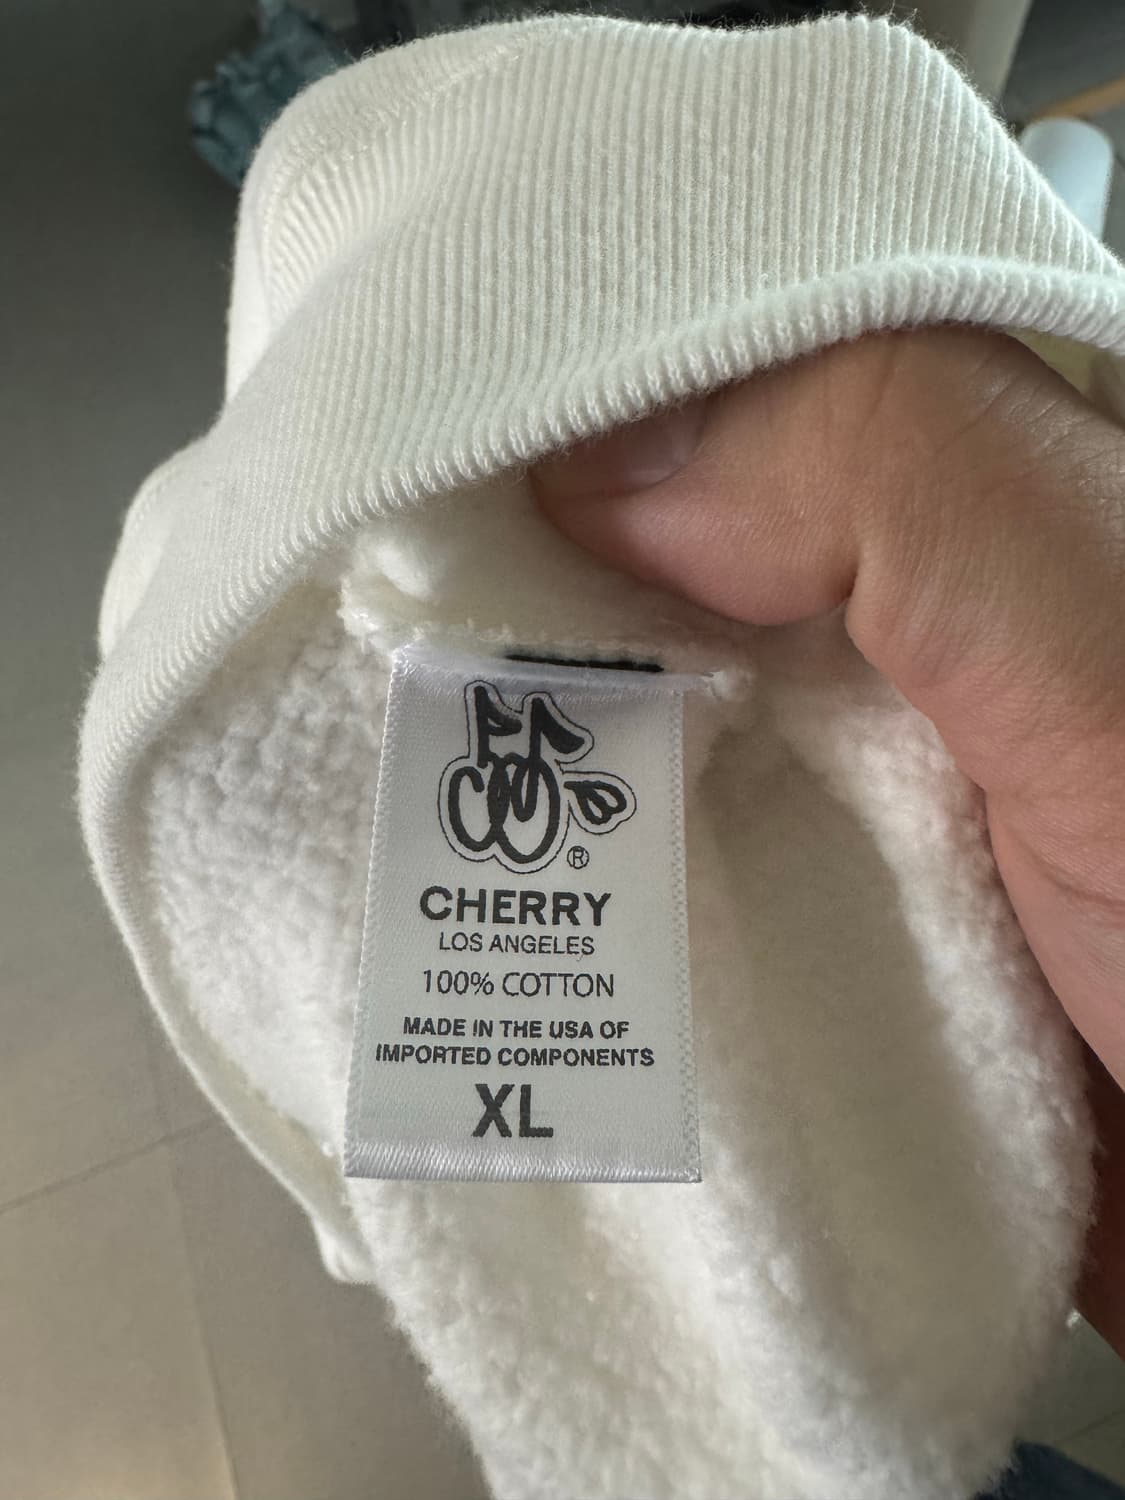 ®
CHERRY
LOS ANGELES
100% COTTON
MADE IN THE USA OF
IMPORTED COMPONENTS
XL